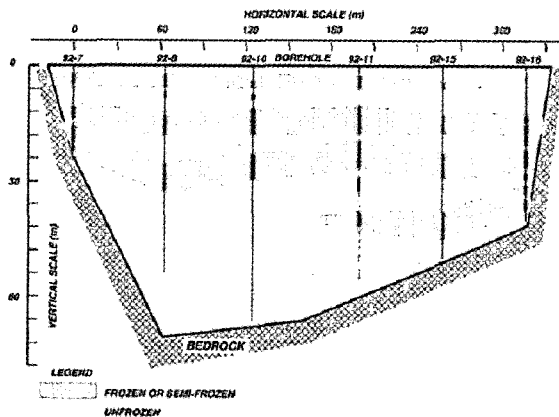 HORIZONTAL SCALE (m)
0 60 120 180 240 300
92-7 92-8 92-10 BOREHOLE 92-11 92-15 92-16
0
30
60
VERTICAL SCALE (m)
BEDROCK
LEGEND
FROZEN OR SEMI-FROZEN
UNFROZEN